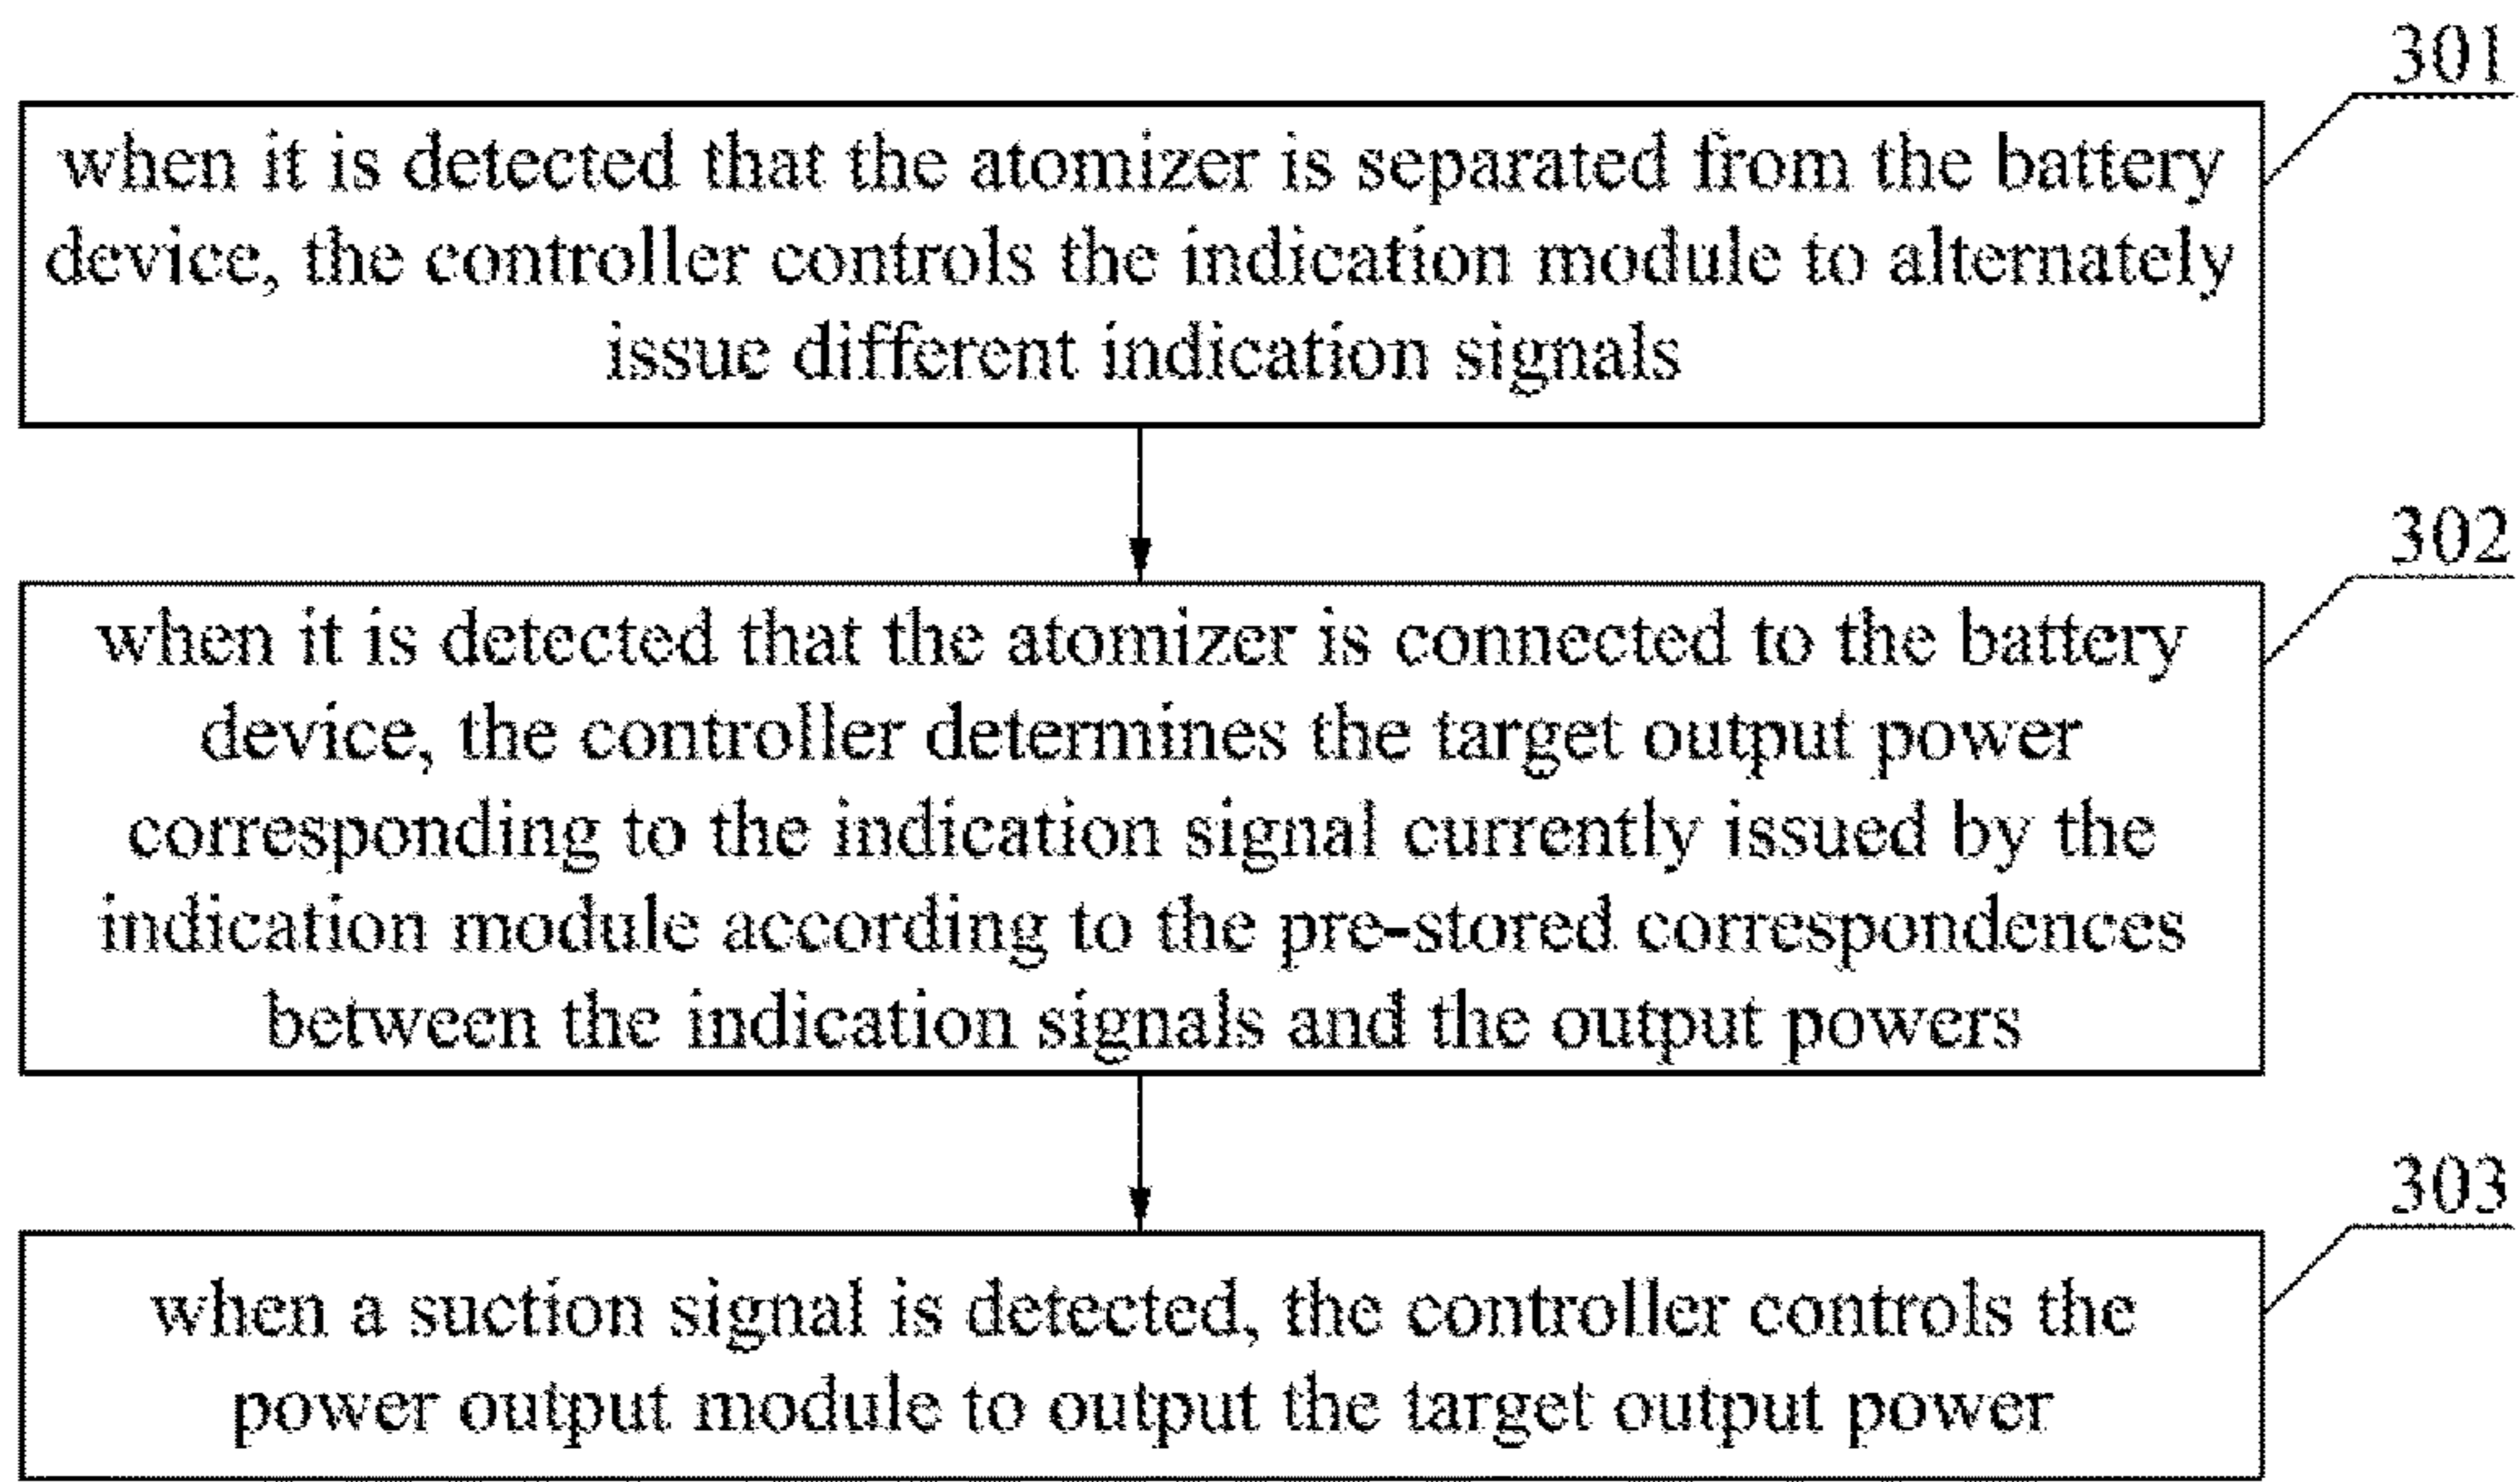 301
when it is detected that the atomizer is separated from the battery
device, the controller controls the indication module to alternately
issue different indication signals
302
when it is detected that the atomizer is connected to the battery
device, the controller determines the target output power
corresponding to the indication signal currently issued by the
indication module according to the pre-stored correspondences
between the indication signals and the output powers
303
when a suction signal is detected, the controller controls the
power output module to output the target output power